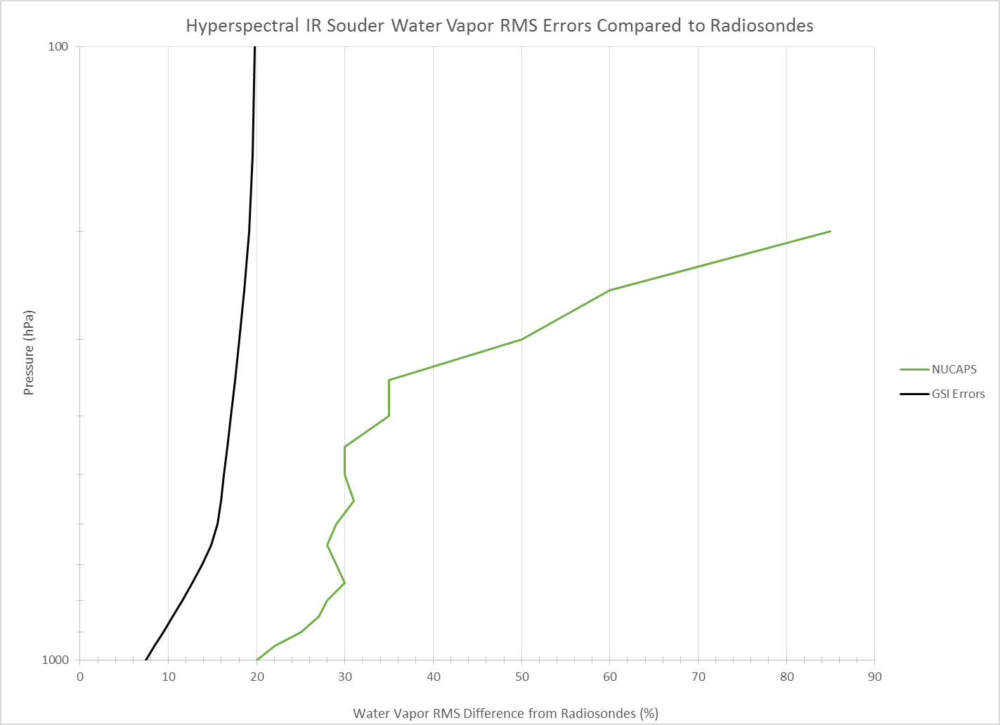 Hyperspectral IR Souder Water Vapor RMS Errors Compared to Radiosondes
100
Pressure (hPa)
NUCAPS
GSI Errors
1000
0 10 20 30 40 50 60 70 80 90
Water Vapor RMS Difference from Radiosondes (%)